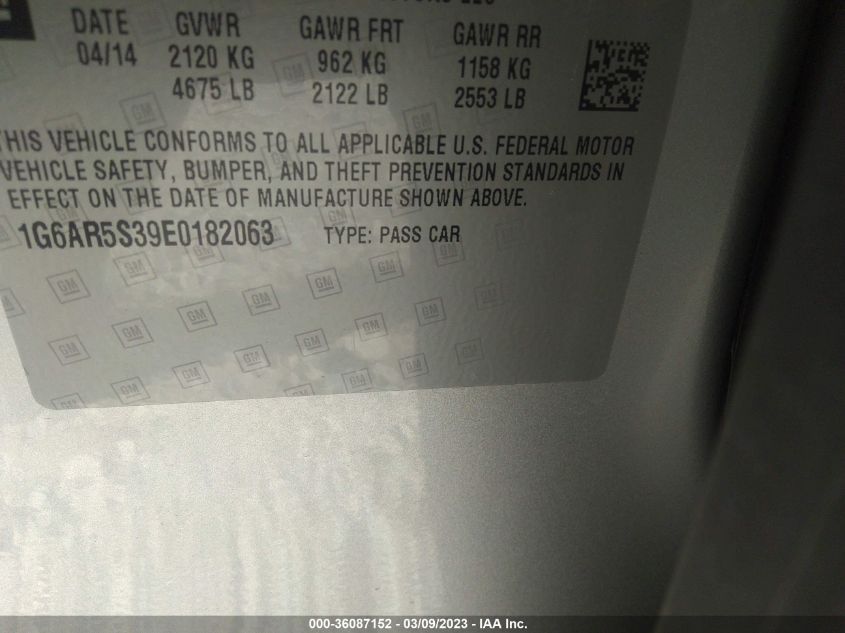 DATE GVWR GAWR FRT GAWR RR
04/14 2120 KG 962 KG 1158 KG
4675 LB 2122 LB 2553 LB
THIS VEHICLE CONFORMS TO ALL APPLICABLE U.S. FEDERAL MOTOR
VEHICLE SAFETY, BUMPER, AND THEFT PREVENTION STANDARDS IN
EFFECT ON THE DATE OF MANUFACTURE SHOWN ABOVE.
1G6AR5S39E0182063 TYPE: PASS CAR
000-36087152 - 03/09/2023 - IAA Inc.